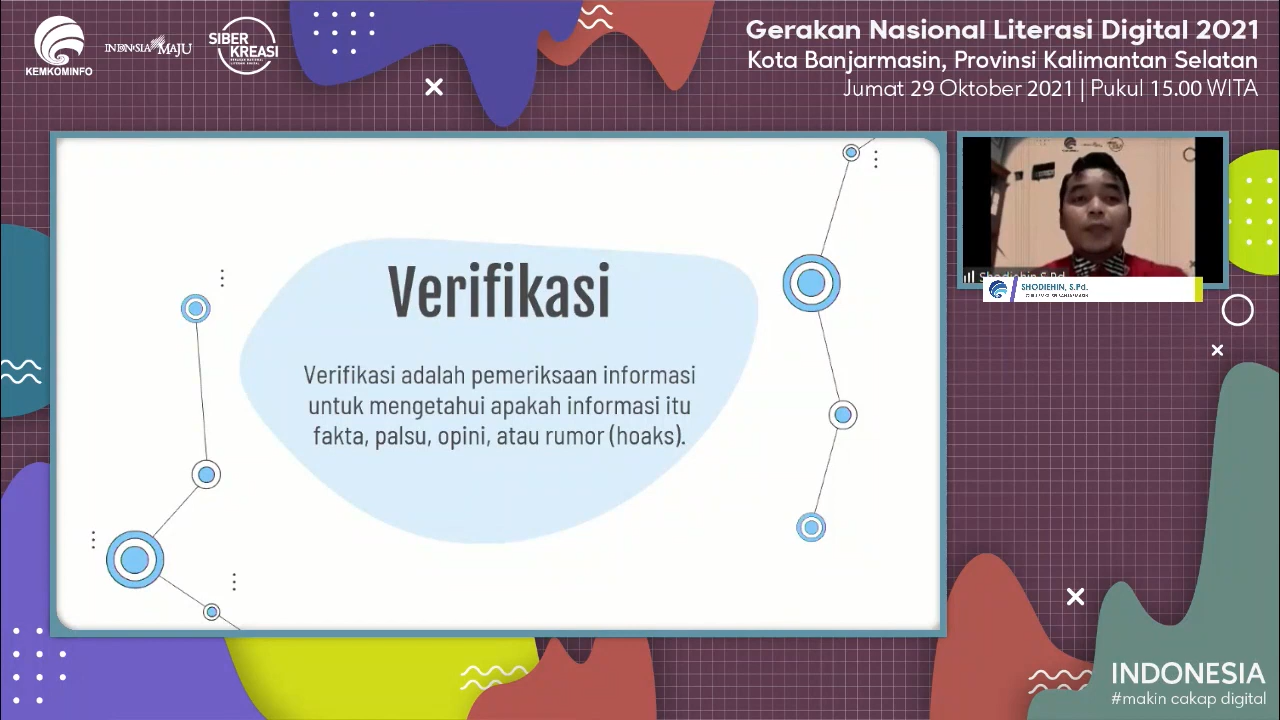 KEMKOMINFO
INDONESIA MAJU
SIBER
KREASI
Gerakan Nasional Literasi Digital 2021
Kota Banjarmasin, Provinsi Kalimantan Selatan
Jumat 29 Oktober 2021 | Pukul 15.00 WITA
Verifikasi
Verifikasi adalah pemeriksaan informasi
untuk mengetahui apakah informasi itu
fakta, palsu, opini, atau rumor (hoaks).
Shodiehin S.Pd
SHODIEHIN, S.Pd.
INDONESIA
#makin cakap digital